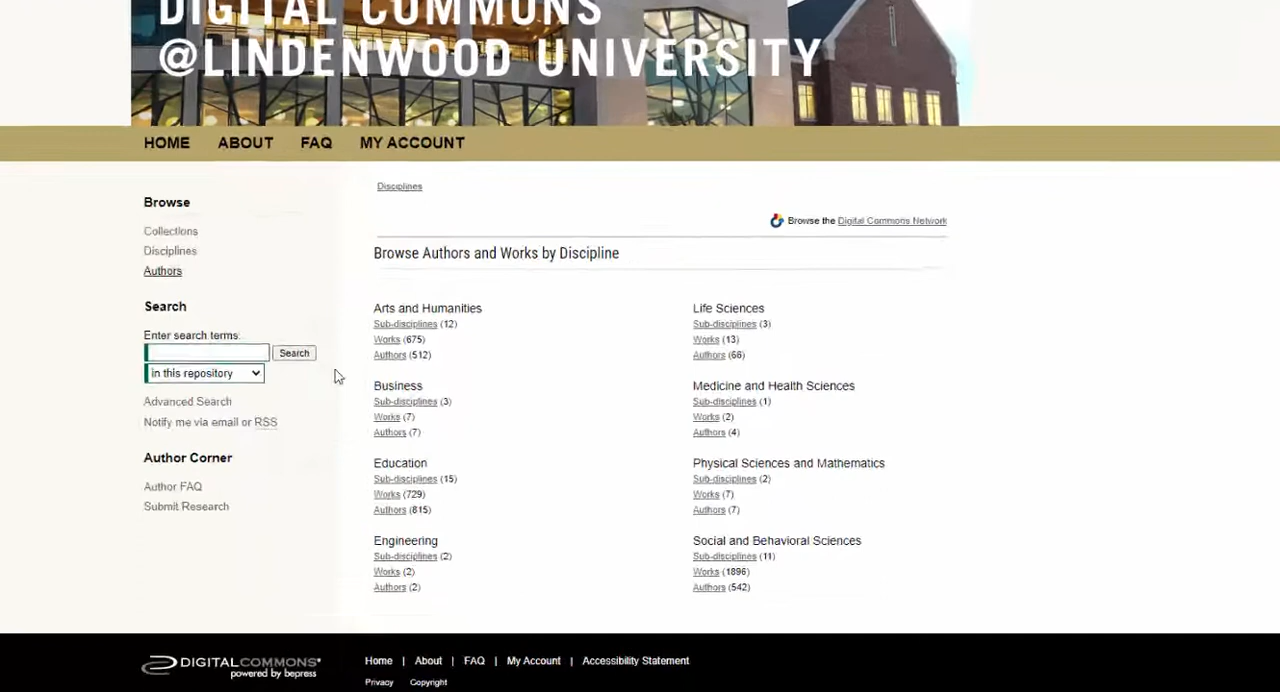 DIGITAL COMMONS
@LINDENWOOD UNIVERSITY
HOME ABOUT FAQ MY ACCOUNT
Browse
Collections
Disciplines
Authors
Search
Enter search terms:
Search
in this repository
Advanced Search
Notify me via email or RSS
Author Corner
Author FAQ
Submit Research
Disciplines
Browse the Digital Commons Network
Browse Authors and Works by Discipline
Arts and Humanities
Sub-disciplines (12)
Works (675)
Authors (512)
Business
Sub-disciplines (3)
Works (7)
Authors (7)
Education
Sub-disciplines (15)
Works (729)
Authors (815)
Engineering
Sub-disciplines (2)
Works (2)
Authors (2)
Life Sciences
Sub-disciplines (3)
Works (13)
Authors (66)
Medicine and Health Sciences
Sub-disciplines (1)
Works (2)
Authors (4)
Physical Sciences and Mathematics
Sub-disciplines (2)
Works (7)
Authors (7)
Social and Behavioral Sciences
Sub-disciplines (11)
Works (1896)
Authors (542)
DIGITALCOMMONS
powered by bepress
Home | About | FAQ | My Account | Accessibility Statement
Privacy Copyright